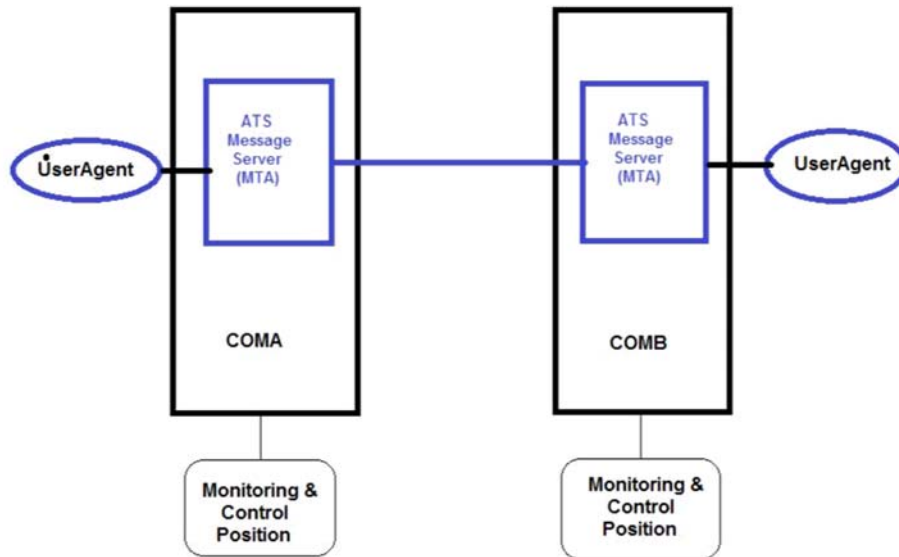 ATS
Message
Server
(MTA)
UserAgent
COMA
Monitoring &
Control
Position
ATS
Message
Server
(MTA)
UserAgent
COMB
Monitoring &
Control
Position